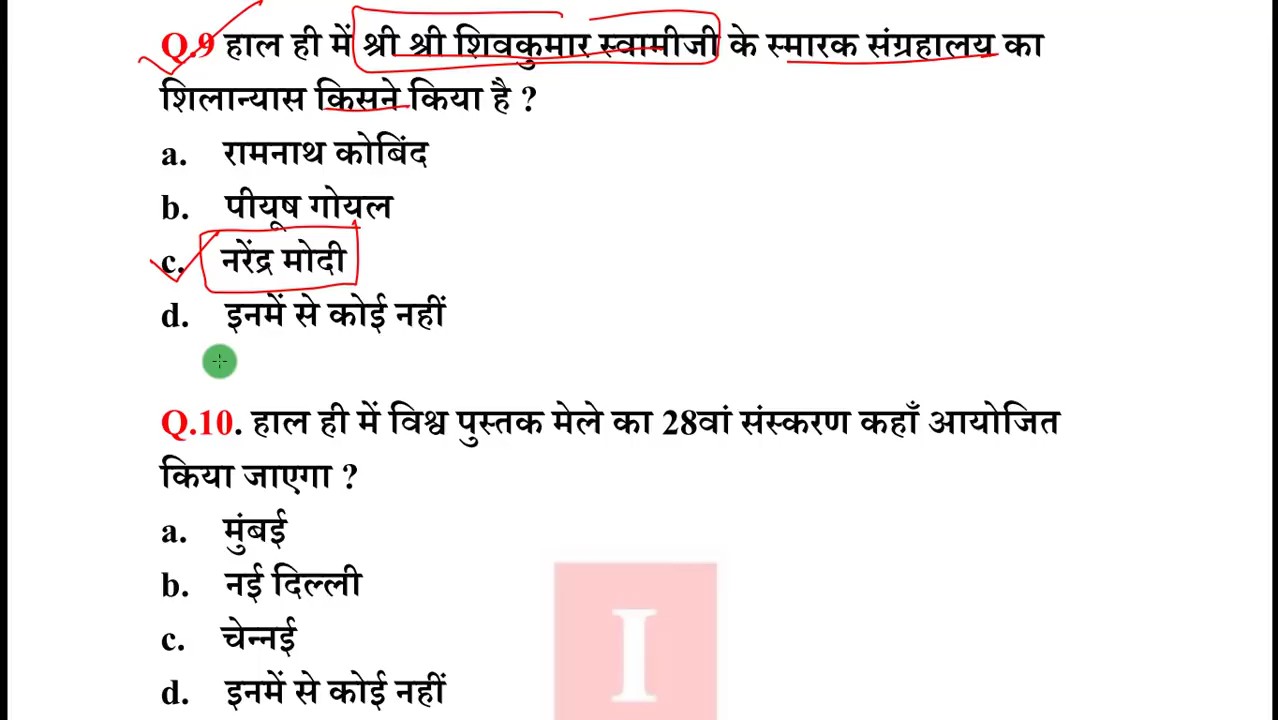 Q.9 हाल ही में श्री श्री शिवकुमार स्वामीजी के स्मारक संग्रहालय का
शिलान्यास किसने किया है ?
a. रामनाथ कोबिंद
b. पीयूष गोयल
c. नरेंद्र मोदी
d. इनमें से कोई नहीं
Q.10. हाल ही में विश्व पुस्तक मेले का 28वां संस्करण कहाँ आयोजित
किया जाएगा ?
a. मुंबई
b. नई दिल्ली
c. चेन्नई
d. इनमें से कोई नहीं
I